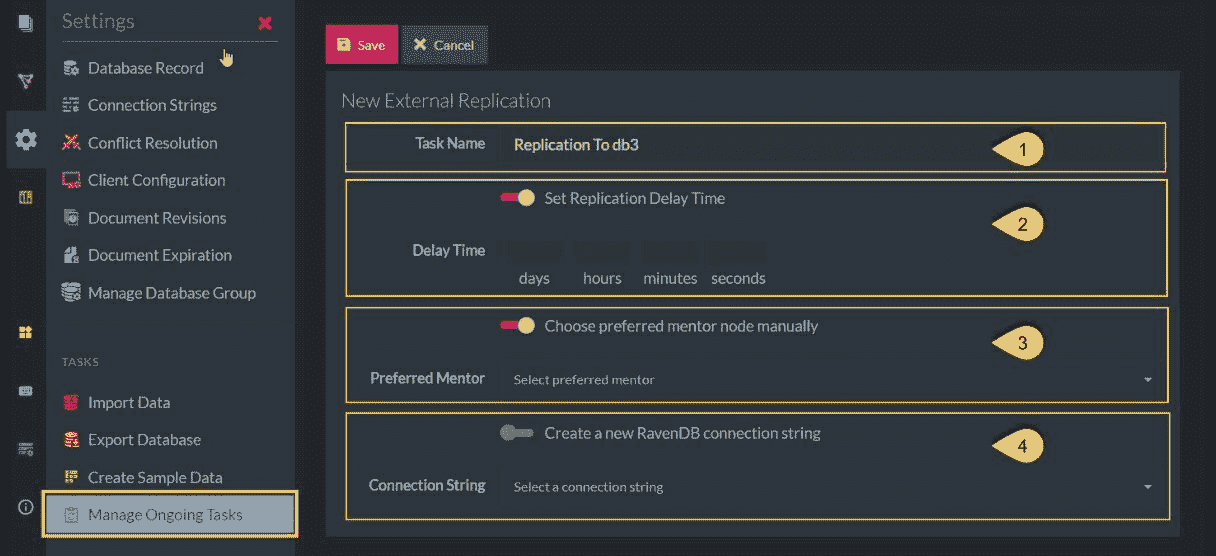 Settings
Database Record
Connection Strings
Conflict Resolution
Client Configuration
Document Revisions
Document Expiration
Manage Database Group
TASKS
Import Data
Export Database
Create Sample Data
Manage Ongoing Tasks
Save Cancel
New External Replication
Task Name Replication To db3 1
Set Replication Delay Time 2
Delay Time
days hours minutes seconds
Choose preferred mentor node manually 3
Preferred Mentor Select preferred mentor
Create a new RavenDB connection string 4
Connection String Select a connection string